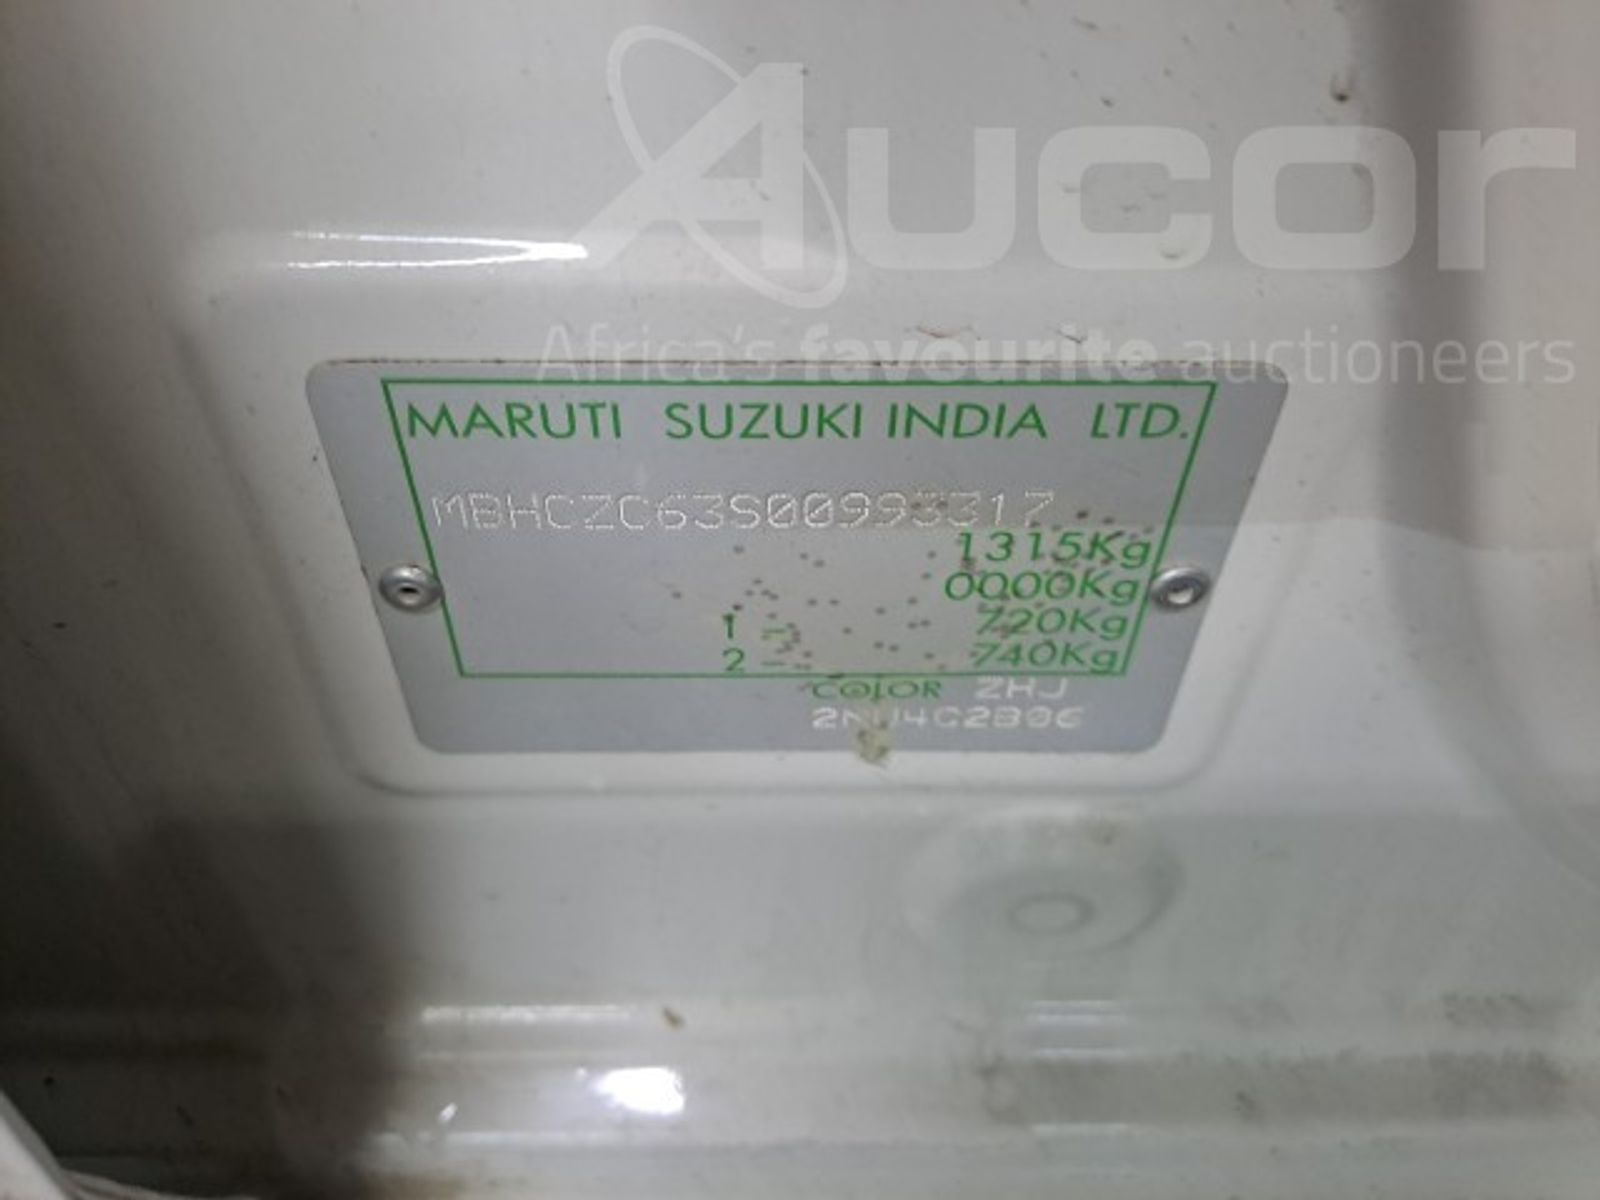 Aucor
Africa's favourite auctioneers
MARUTI SUZUKI INDIA LTD.
MBHCZC63S00993317
1315Kg
0000Kg
1 - 720Kg
2 - 740Kg
COLOR ZHJ